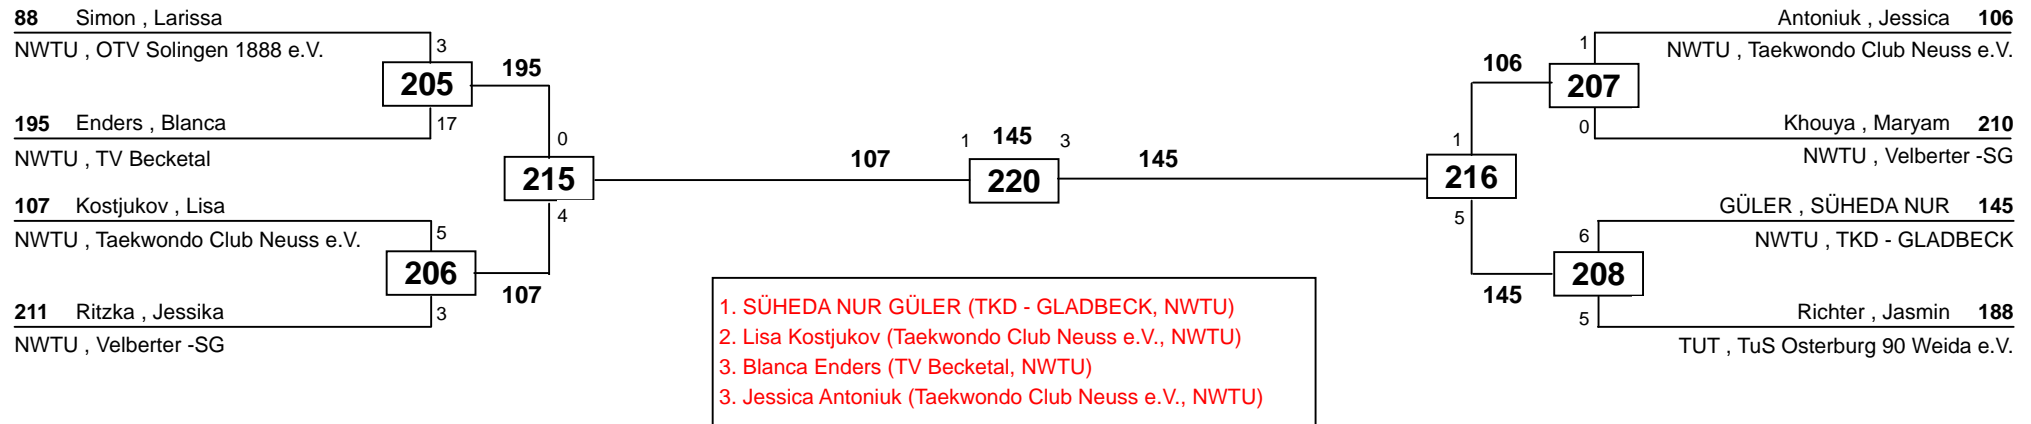 88 Simon , Larissa
NWTU , OTV Solingen 1888 e.V.
3
205
195
17
195 Enders , Blanca
NWTU , TV Becketal
0
215
107
4
107 Kostjukov , Lisa
NWTU , Taekwondo Club Neuss e.V.
5
206
107
3
211 Ritzka , Jessika
NWTU , Velberter -SG
1 145 3
220
145
Antoniuk , Jessica 106
NWTU , Taekwondo Club Neuss e.V.
1
106
207
0
Khouya , Maryam 210
NWTU , Velberter -SG
1
216
5
GÜLER , SÜHEDA NUR 145
NWTU , TKD - GLADBECK
6
208
145
5
Richter , Jasmin 188
TUT , TuS Osterburg 90 Weida e.V.
1. SÜHEDA NUR GÜLER (TKD - GLADBECK, NWTU)
2. Lisa Kostjukov (Taekwondo Club Neuss e.V., NWTU)
3. Blanca Enders (TV Becketal, NWTU)
3. Jessica Antoniuk (Taekwondo Club Neuss e.V., NWTU)